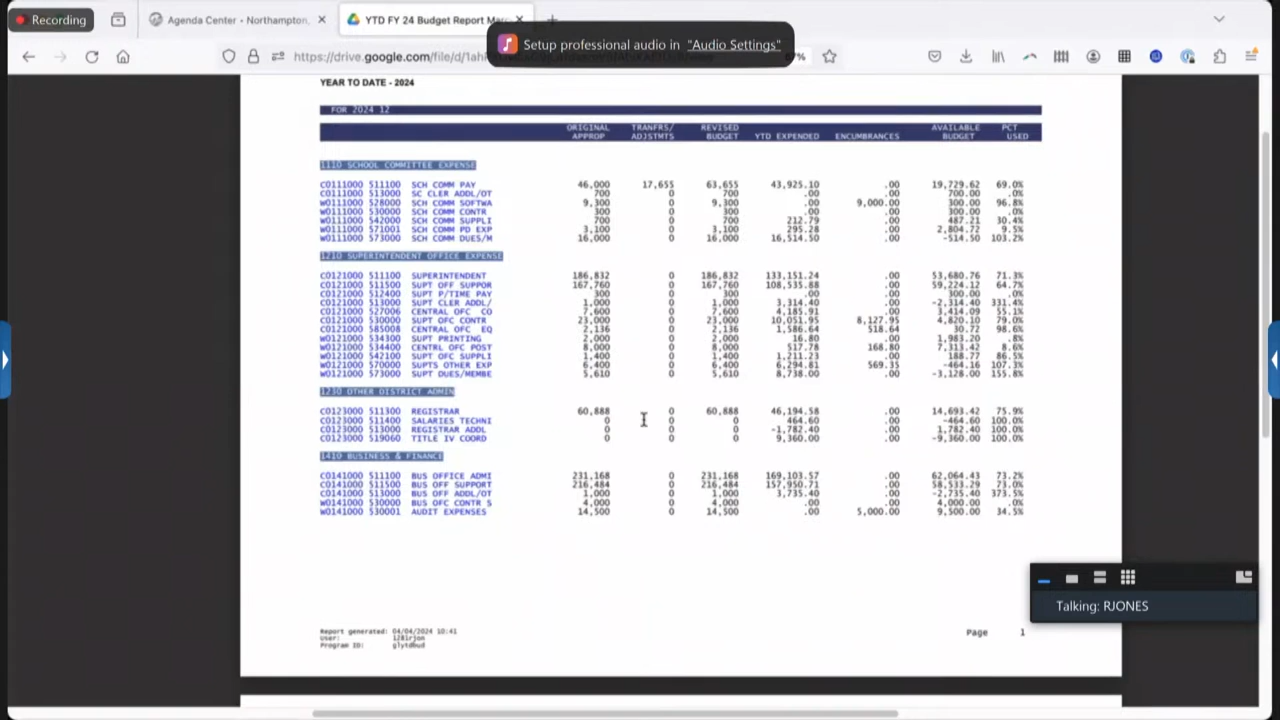 Recording
Agenda Center • Northampton,
YTD FY 24 Budget Report Mar
Setup professional audio in "Audio Settings"
https://drive.google.com/file/d/1ah
%
YEAR TO DATE - 2024
FOR 2024 12
ORIGINAL APPROP TRANFRS/ ADJSTMTS REVISED BUDGET YTD EXPENDED ENCUMBRANCES AVAILABLE BUDGET PCT USED
1110 SCHOOL COMMITTEE EXPENSE
C0111000 511100 SCH COMM PAY 46,000 17,655 63,655 43,925.10 .00 19,729.62 69.0%
C0111000 513000 SC CLER ADDL/OT 700 0 700 .00 .00 700.00 .0%
W0111000 528000 SCH COMM SOFTWA 9,300 0 9,300 .00 9,000.00 300.00 96.8%
W0111000 530000 SCH COMM CONTR 300 0 300 .00 .00 300.00 .0%
W0111000 542000 SCH COMM SUPPLI 700 0 700 212.79 .00 487.21 30.4%
W0111000 571001 SCH COMM PD EXP 3,100 0 3,100 295.28 .00 2,804.72 9.5%
W0111000 573000 SCH COMM DUES/M 16,000 0 16,000 16,514.50 .00 -514.50 103.2%
1210 SUPERINTENDENT OFFICE EXPENSE
C0121000 511100 SUPERINTENDENT 186,832 0 186,832 133,151.24 .00 53,680.76 71.3%
C0121000 511500 SUPT OFF SUPPOR 167,760 0 167,760 108,535.88 .00 59,224.12 64.7%
C0121000 512400 SUPT P/TIME PAY 300 0 300 .00 .00 300.00 .0%
C0121000 513000 SUPT CLER ADDL/ 1,000 0 1,000 3,314.40 .00 -2,314.40 331.4%
C0121000 527006 CENTRAL OFC CO 7,600 0 7,600 4,185.91 .00 3,414.09 55.1%
C0121000 530000 SUPT OFC CONTR 23,000 0 23,000 10,051.95 8,127.95 4,820.10 79.0%
C0121000 585008 CENTRAL OFC EQ 2,136 0 2,136 1,586.64 518.64 30.72 98.6%
W0121000 534300 SUPT PRINTING 2,000 0 2,000 16.80 .00 1,983.20 .8%
W0121000 534400 CENTRL OFC POST 8,000 0 8,000 517.78 168.80 7,313.42 8.6%
W0121000 542100 SUPT OFC SUPPLI 1,400 0 1,400 1,211.23 .00 188.77 86.5%
W0121000 570000 SUPTS OTHER EXP 6,400 0 6,400 6,294.81 569.35 -464.16 107.3%
W0121000 573000 SUPT DUES/MEMBE 5,610 0 5,610 8,738.00 .00 -3,128.00 155.8%
1230 OTHER DISTRICT ADMIN
C0123000 511300 REGISTRAR 60,888 0 60,888 46,194.58 .00 14,693.42 75.9%
C0123000 511400 SALARIES TECHNI 0 0 0 464.60 .00 -464.60 100.0%
C0123000 513000 REGISTRAR ADDL 0 0 0 -1,782.40 .00 1,782.40 100.0%
C0123000 519060 TITLE IV COORD 0 0 0 9,360.00 .00 -9,360.00 100.0%
1410 BUSINESS & FINANCE
C0141000 511100 BUS OFFICE ADMI 231,168 0 231,168 169,103.57 .00 62,064.43 73.2%
C0141000 511500 BUS OFF SUPPORT 216,484 0 216,484 157,950.71 .00 58,533.29 73.0%
C0141000 513000 BUS OFF ADDL/OT 1,000 0 1,000 3,735.40 .00 -2,735.40 373.5%
W0141000 530000 BUS OFC CONTR S 4,000 0 4,000 .00 .00 4,000.00 .0%
W0141000 530001 AUDIT EXPENSES 14,500 0 14,500 .00 5,000.00 9,500.00 34.5%
Talking: RJONES
Report generated: 04/04/2024 10:41
User: 1281rjon
Program ID: glytdbud
Page 1